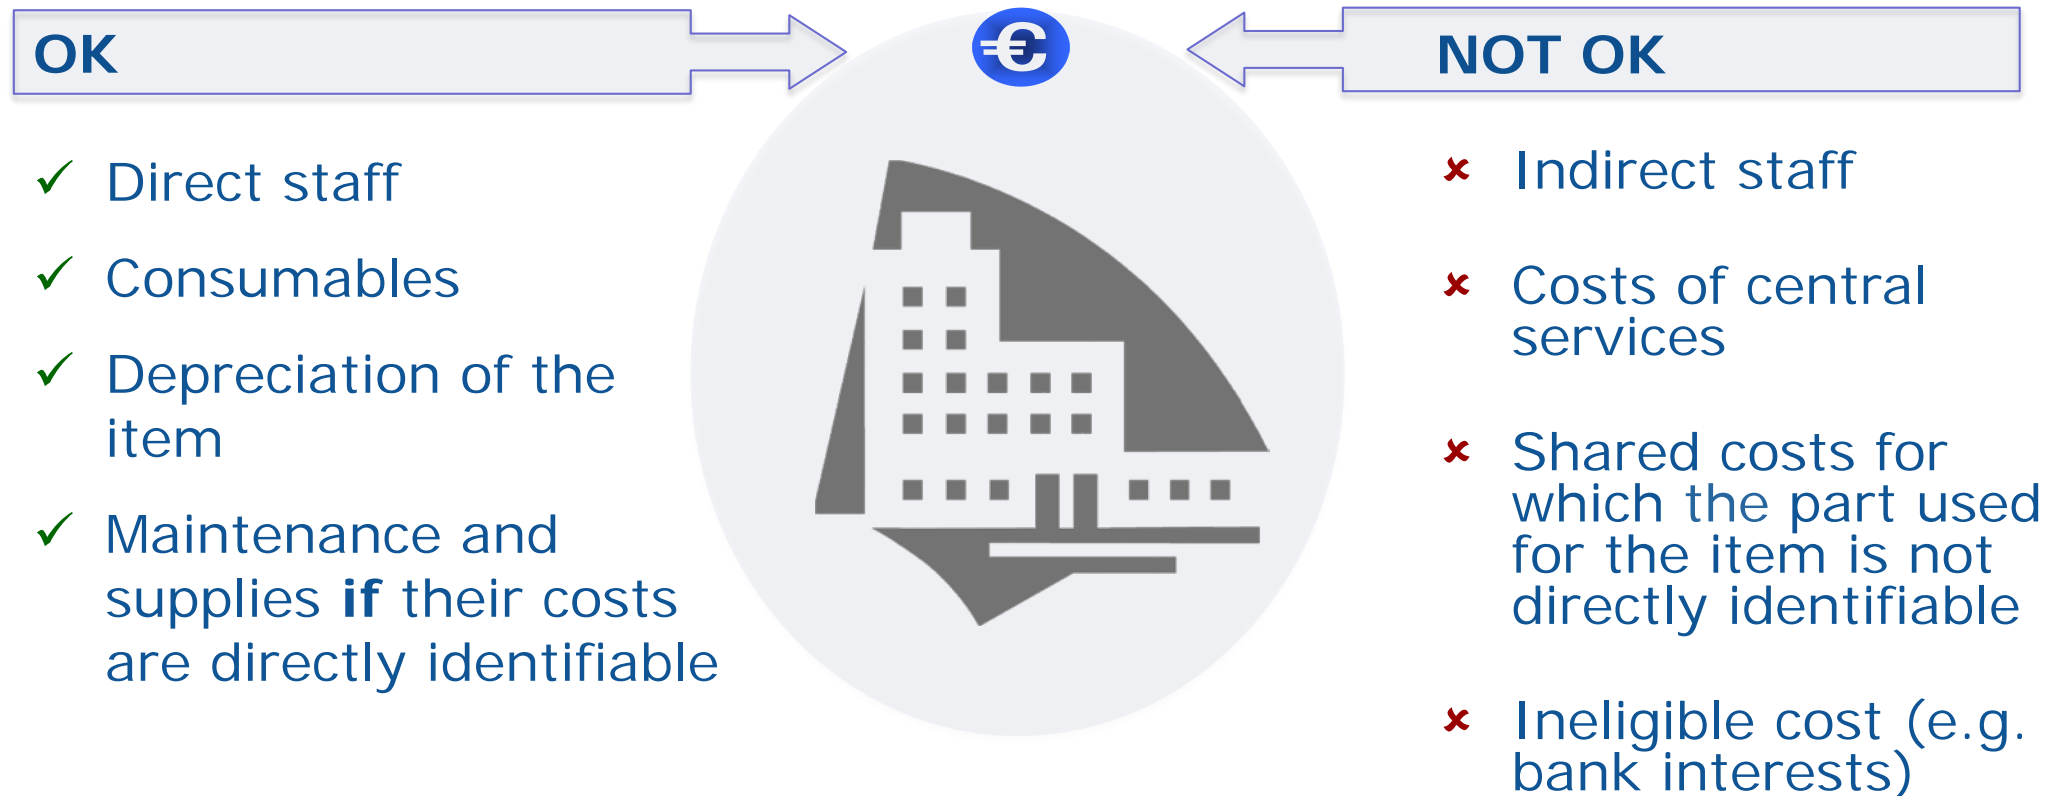 OK
✓ Direct staff
✓ Consumables
✓ Depreciation of the
item
✓ Maintenance and
supplies if their costs
are directly identifiable
€
NOT OK
✘ Indirect staff
✘ Costs of central
services
✘ Shared costs for
which the part used
for the item is not
directly identifiable
✘ Ineligible cost (e.g.
bank interests)